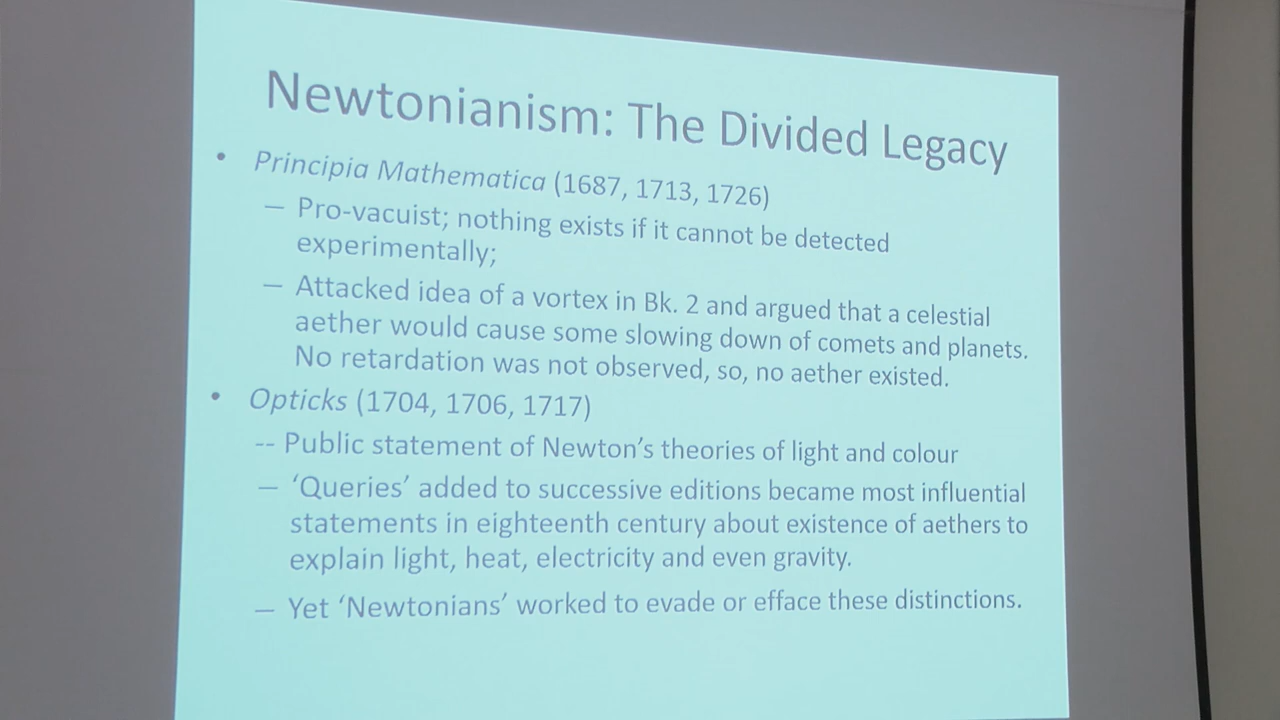 Newtonianism: The Divided Legacy
• Principia Mathematica (1687, 1713, 1726)
– Pro-vacuist; nothing exists if it cannot be detected
experimentally;
– Attacked idea of a vortex in Bk. 2 and argued that a celestial
aether would cause some slowing down of comets and planets.
No retardation was not observed, so, no aether existed.
• Opticks (1704, 1706, 1717)
-- Public statement of Newton’s theories of light and colour
– ‘Queries’ added to successive editions became most influential
statements in eighteenth century about existence of aethers to
explain light, heat, electricity and even gravity.
– Yet ‘Newtonians’ worked to evade or efface these distinctions.